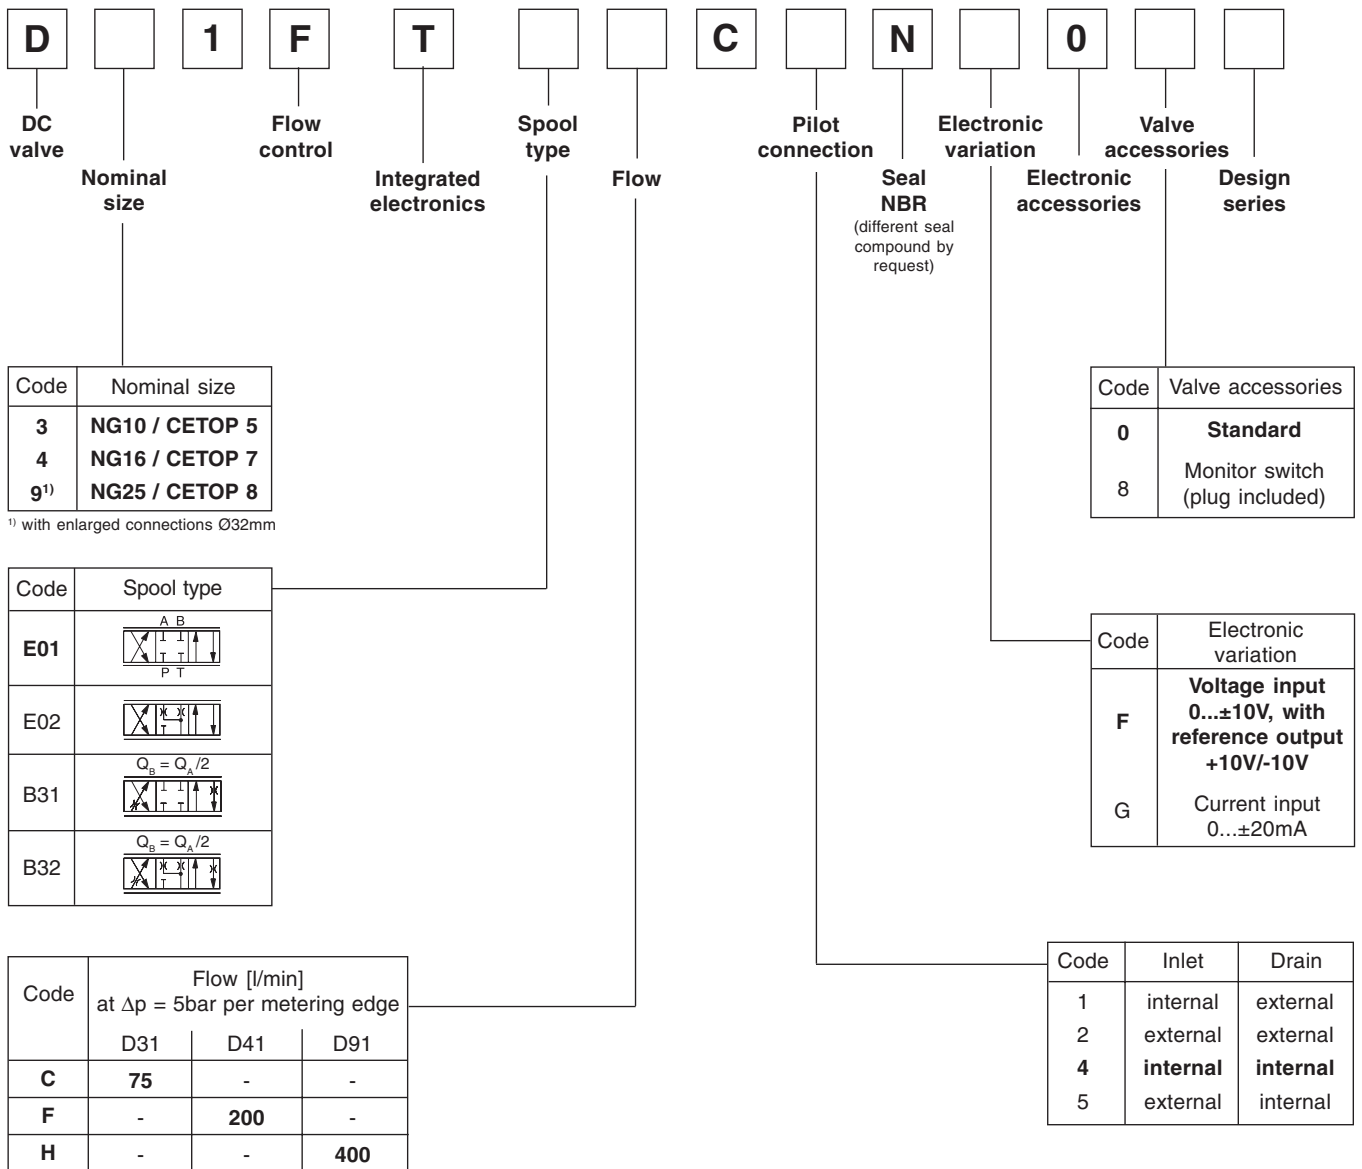 D 1 F T C N 0
DC valve
Flow control
Spool type
Pilot connection
Electronic variation
Valve accessories
Nominal size
Integrated electronics
Flow
Seal NBR
(different seal compound by request)
Electronic accessories
Design series
Code Nominal size
3 NG10 / CETOP 5
4 NG16 / CETOP 7
9¹⁾ NG25 / CETOP 8
¹⁾ with enlarged connections Ø32mm
Code Valve accessories
0 Standard
8 Monitor switch (plug included)
Code Spool type
A B
E01
P T
E02
Q_B = Q_A/2
B31
Q_B = Q_A/2
B32
Code Electronic variation
F Voltage input 0...±10V, with reference output +10V/-10V
G Current input 0...±20mA
Code Flow [l/min]
at Δp = 5bar per metering edge
D31 D41 D91
C 75 - -
F - 200 -
H - - 400
Code Inlet Drain
1 internal external
2 external external
4 internal internal
5 external internal